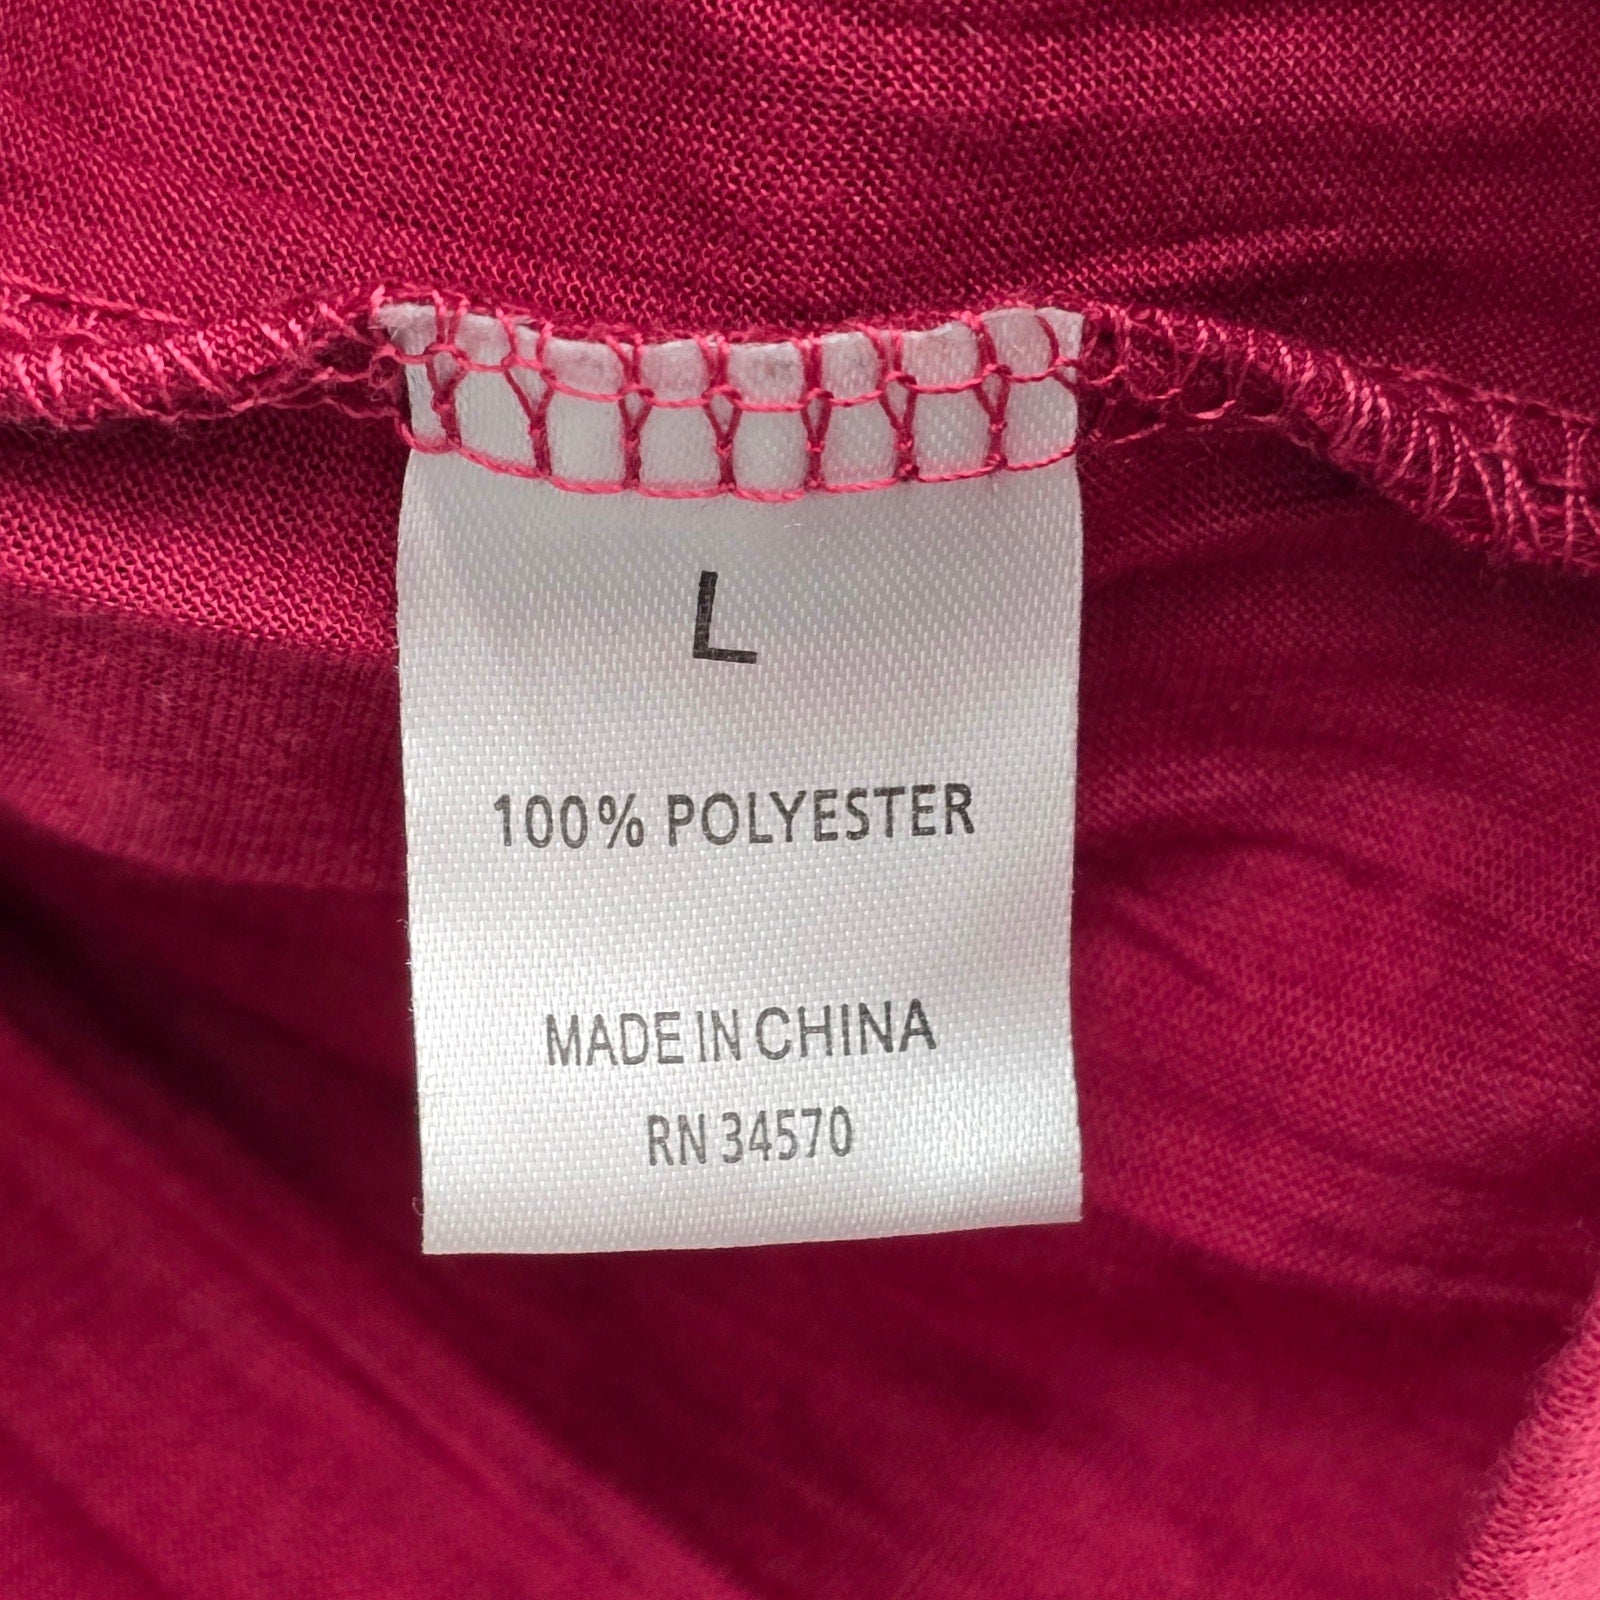 L
100% POLYESTER
MADE IN CHINA
RN 34570